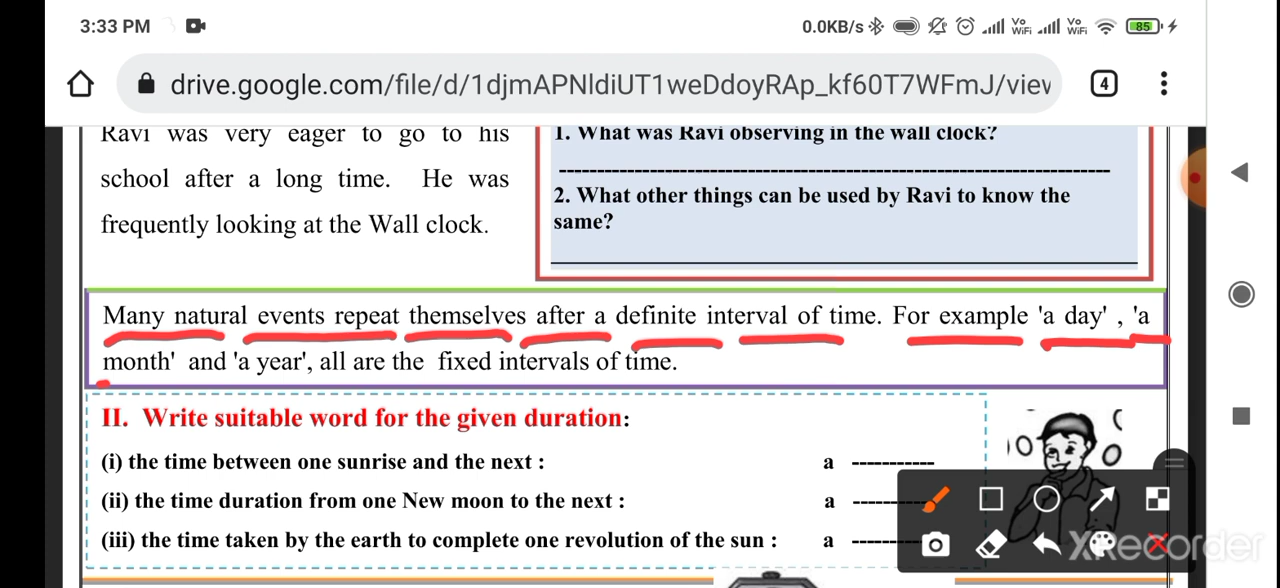 3:33 PM
0.0KB/s Vo WiFi Vo WiFi 85
drive.google.com/file/d/1djmAPNldiUT1weDdoyRAp_kf60T7WFmJ/view
4
Ravi was very eager to go to his
school after a long time. He was
frequently looking at the Wall clock.
1. What was Ravi observing in the wall clock?
2. What other things can be used by Ravi to know the
same?
Many natural events repeat themselves after a definite interval of time. For example 'a day' , 'a
month' and 'a year', all are the fixed intervals of time.
II. Write suitable word for the given duration:
(i) the time between one sunrise and the next : a -----------
(ii) the time duration from one New moon to the next : a ----------
(iii) the time taken by the earth to complete one revolution of the sun : a ----------
XRecorder